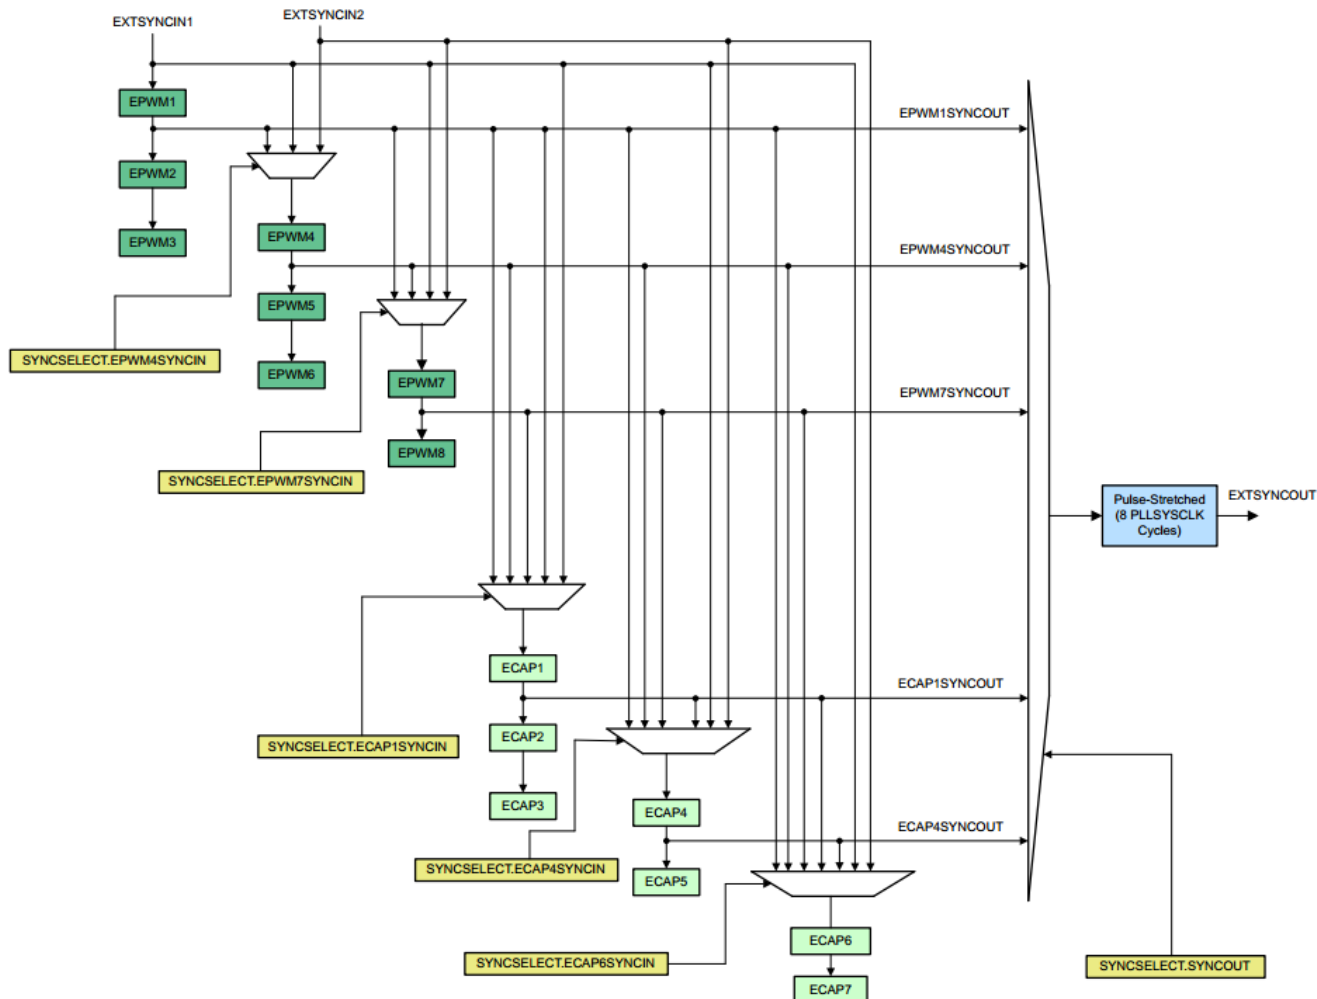 EXTSYNCIN1
EXTSYNCIN2
EPWM1
EPWM1SYNCOUT
EPWM2
EPWM3
EPWM4
EPWM4SYNCOUT
EPWM5
SYNCSELECT.EPWM4SYNCIN
EPWM6
EPWM7
EPWM7SYNCOUT
EPWM8
SYNCSELECT.EPWM7SYNCIN
Pulse-Stretched
(8 PLLSYSCLK
Cycles)
EXTSYNCOUT
ECAP1
ECAP1SYNCOUT
ECAP2
SYNCSELECT.ECAP1SYNCIN
ECAP3
ECAP4
ECAP4SYNCOUT
SYNCSELECT.ECAP4SYNCIN
ECAP5
ECAP6
SYNCSELECT.ECAP6SYNCIN
SYNCSELECT.SYNCOUT
ECAP7